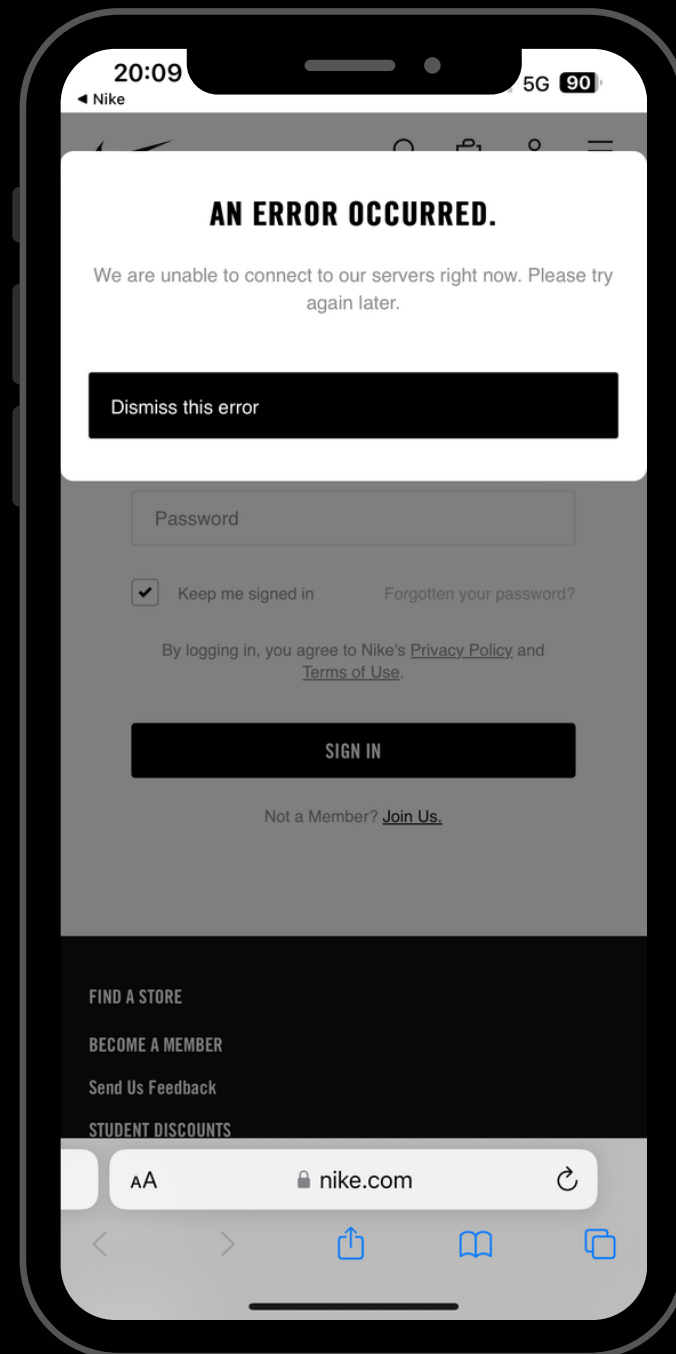 20:09
5G 90
◀ Nike
AN ERROR OCCURRED.
We are unable to connect to our servers right now. Please try
again later.
Dismiss this error
Password
Keep me signed in
Forgotten your password?
By logging in, you agree to Nike's Privacy Policy and
Terms of Use.
SIGN IN
Not a Member? Join Us.
FIND A STORE
BECOME A MEMBER
Send Us Feedback
STUDENT DISCOUNTS
AA
nike.com